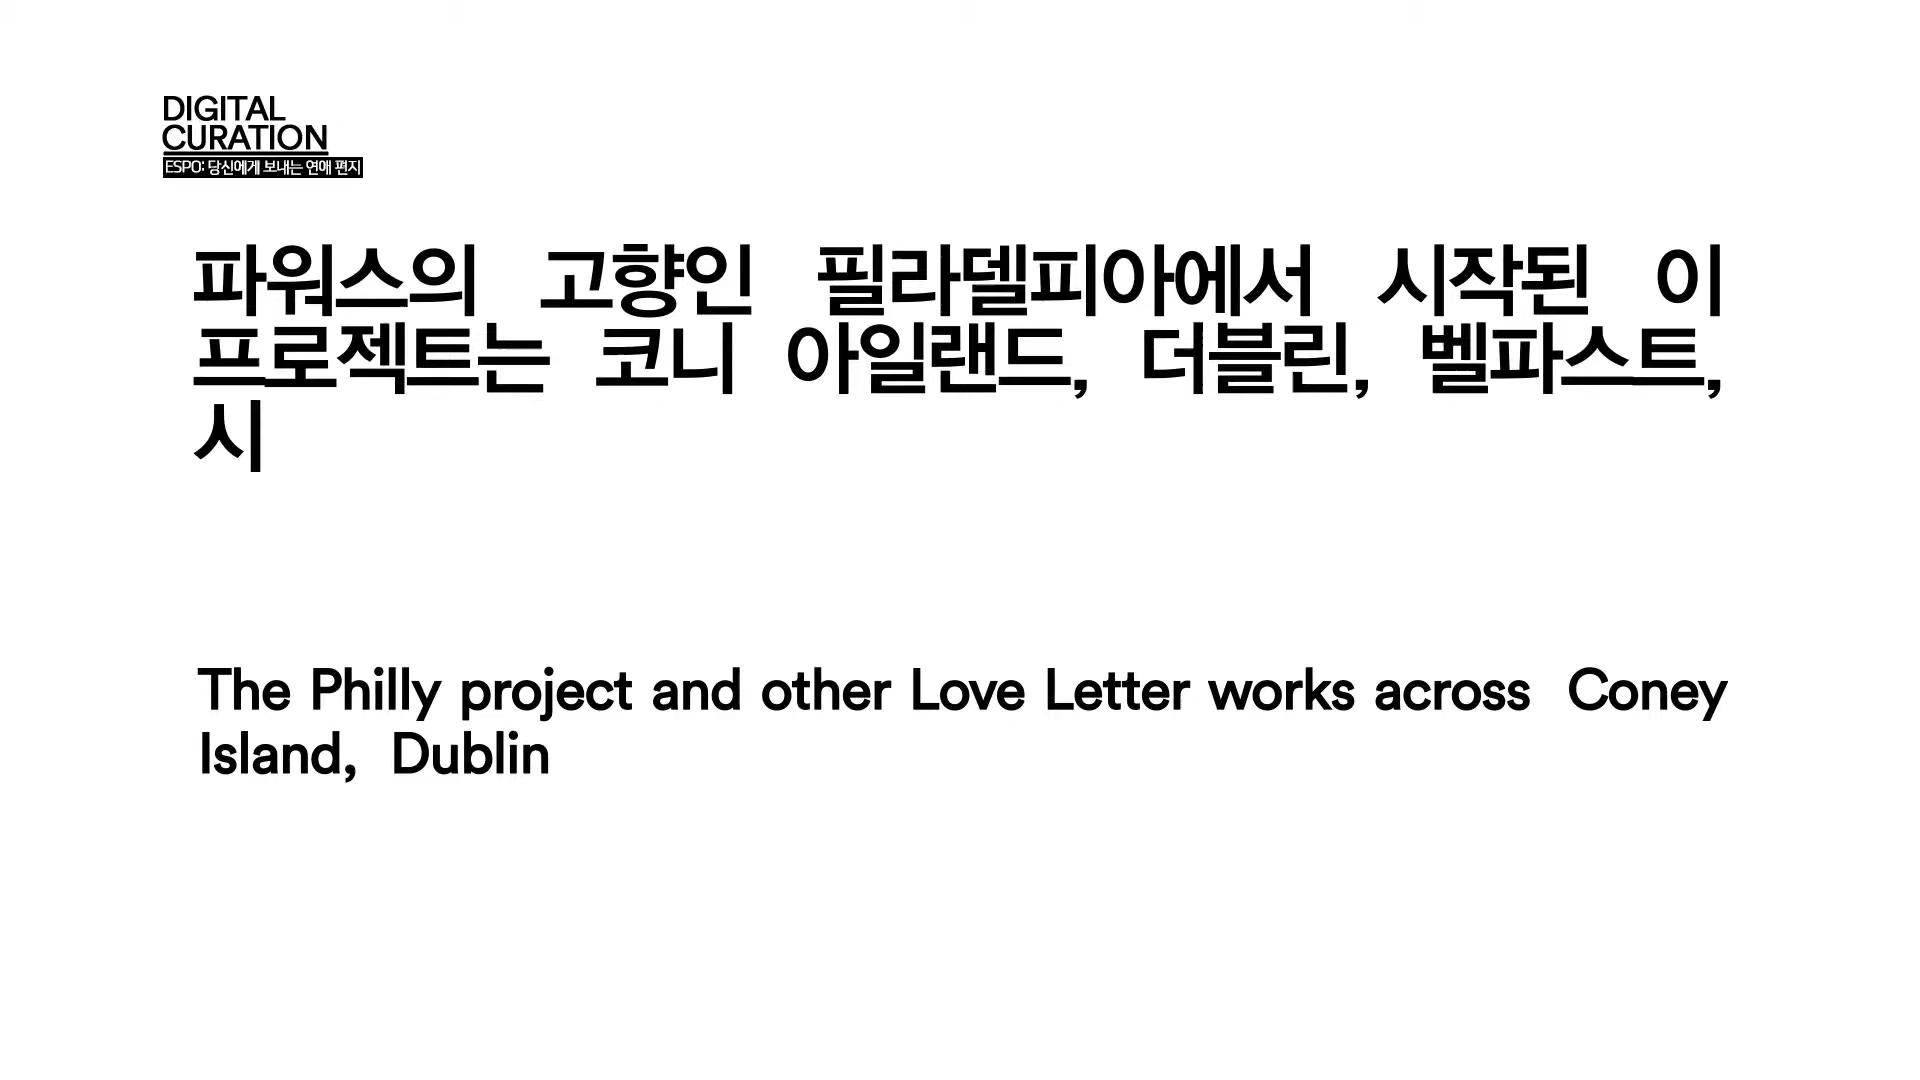 DIGITAL
CURATION
ESPO: 당신에게 보내는 연애 편지
파워스의 고향인 필라델피아에서 시작된 이
프로젝트는 코니 아일랜드, 더블린, 벨파스트,
시
The Philly project and other Love Letter works across Coney
Island, Dublin